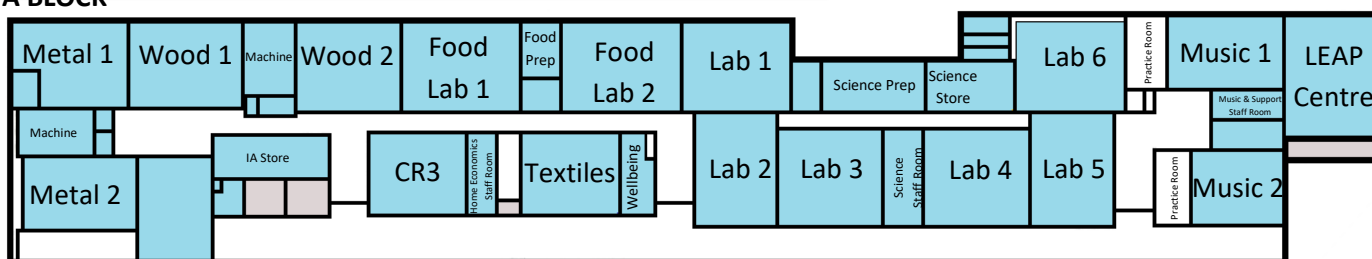 A BLOCK
Metal 1
Wood 1
Machine
Wood 2
Food
Lab 1
Food
Prep
Food
Lab 2
Lab 1
Science Prep
Science
Store
Lab 6
Practice Room
Music 1
LEAP
Centre
Music & Support
Staff Room
Machine
IA Store
Metal 2
CR3
Home Economics
Staff Room
Textiles
Wellbeing
Lab 2
Lab 3
Science
Staff Room
Lab 4
Lab 5
Practice Room
Music 2